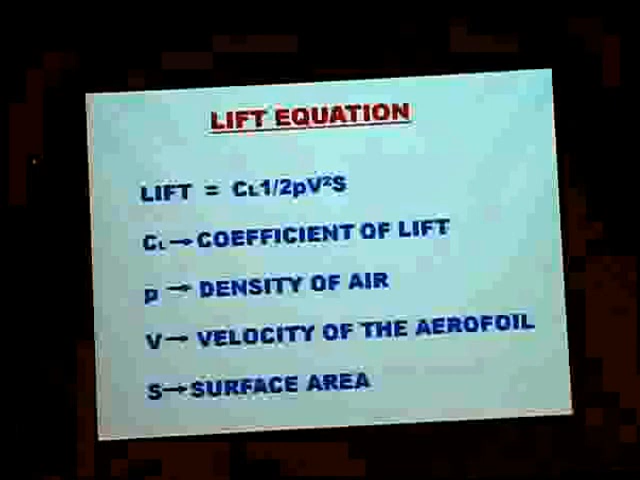 LIFT EQUATION
LIFT = CL1/2pV²S
CL→COEFFICIENT OF LIFT
p → DENSITY OF AIR
V→ VELOCITY OF THE AEROFOIL
S→SURFACE AREA